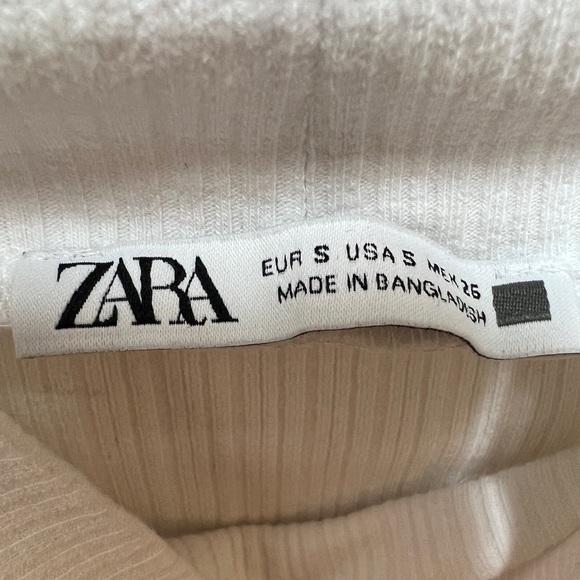 ZARA
EUR S USA S MEX 26
MADE IN BANGLADESH